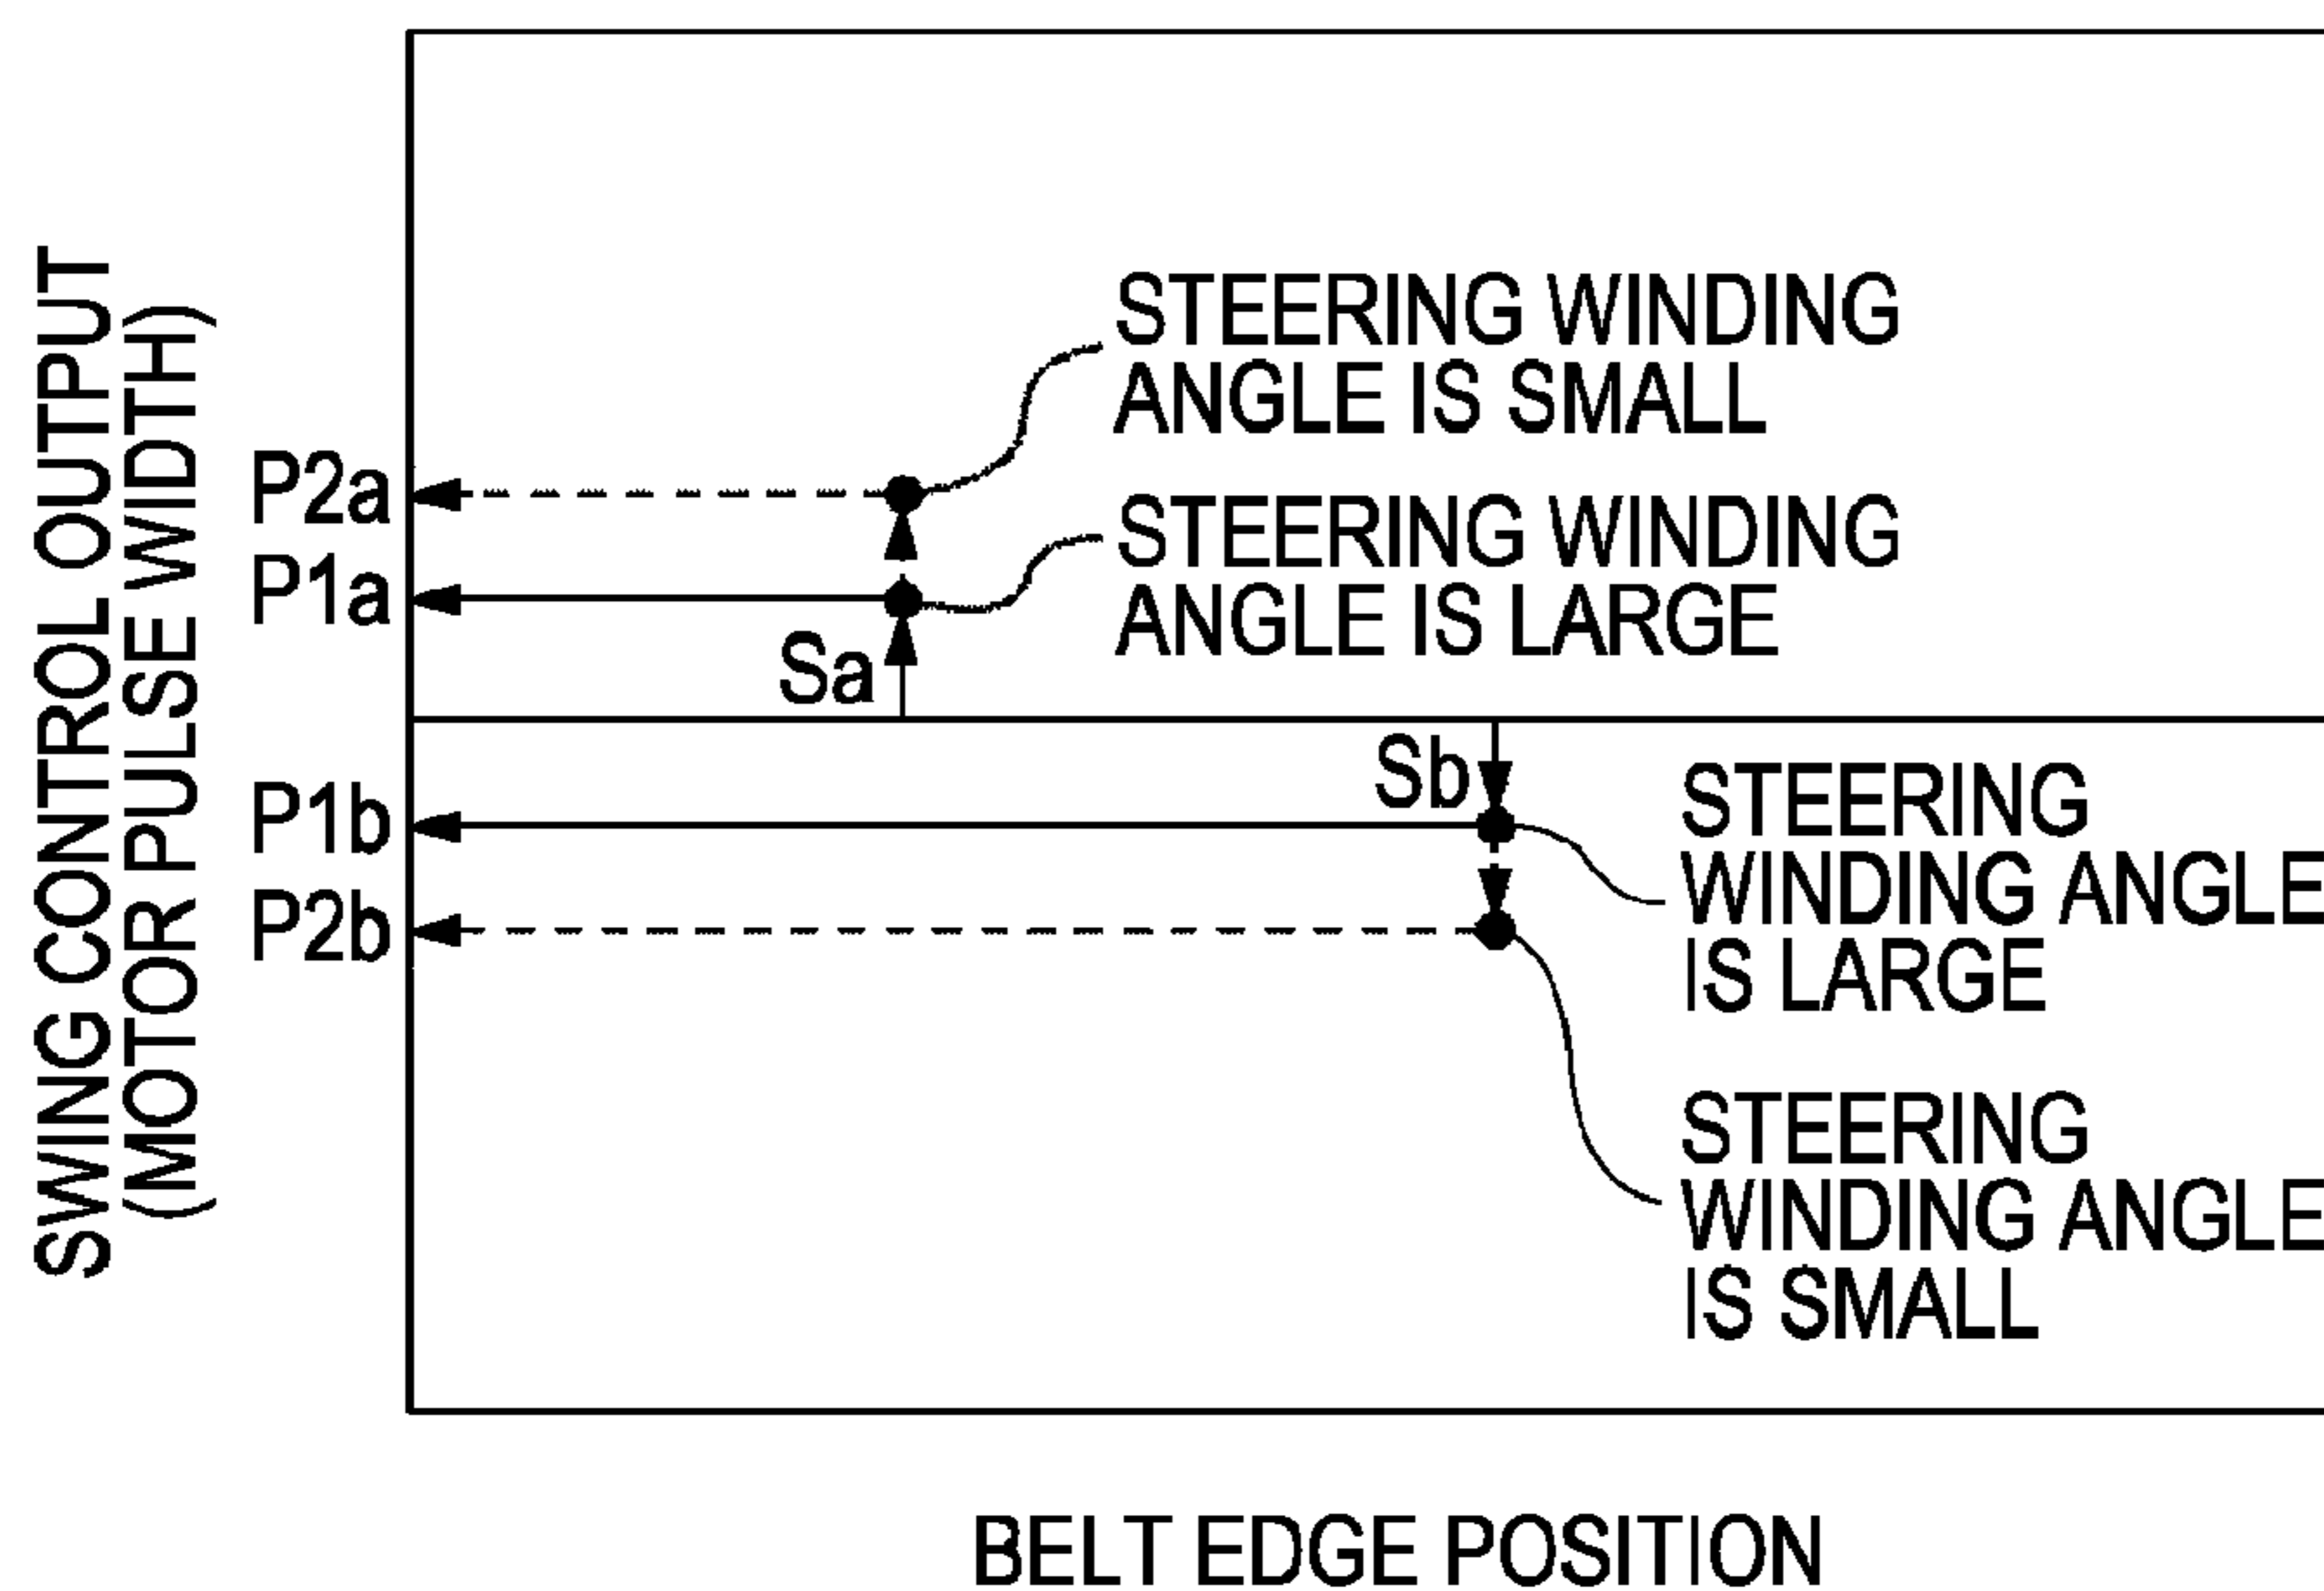 SWING CONTROL OUTPUT
(MOTOR PULSE WIDTH)
STEERING WINDING
ANGLE IS SMALL
P2a
STEERING WINDING
ANGLE IS LARGE
P1a
Sa
Sb
P1b
STEERING
WINDING ANGLE
IS LARGE
P2b
STEERING
WINDING ANGLE
IS SMALL
BELT EDGE POSITION